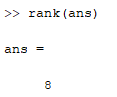 >> rank(ans)
ans =
8